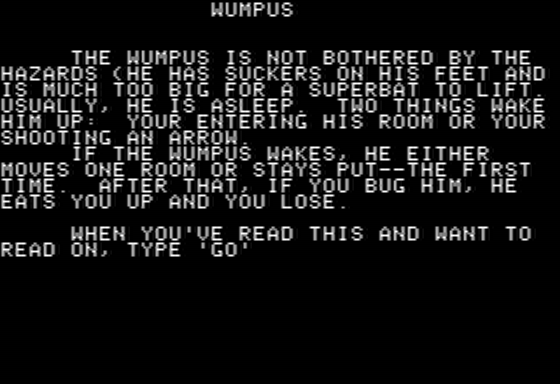 WUMPUS
THE WUMPUS IS NOT BOTHERED BY THE
HAZARDS (HE HAS SUCKERS ON HIS FEET AND
IS MUCH TOO BIG FOR A SUPERBAT TO LIFT.
USUALLY, HE IS ASLEEP.  TWO THINGS WAKE
HIM UP:  YOUR ENTERING HIS ROOM OR YOUR
SHOOTING AN ARROW.
IF THE WUMPUS WAKES, HE EITHER
MOVES ONE ROOM OR STAYS PUT--THE FIRST
TIME.  AFTER THAT, IF YOU BUG HIM, HE
EATS YOU UP AND YOU LOSE.
WHEN YOU'VE READ THIS AND WANT TO
READ ON, TYPE 'GO'